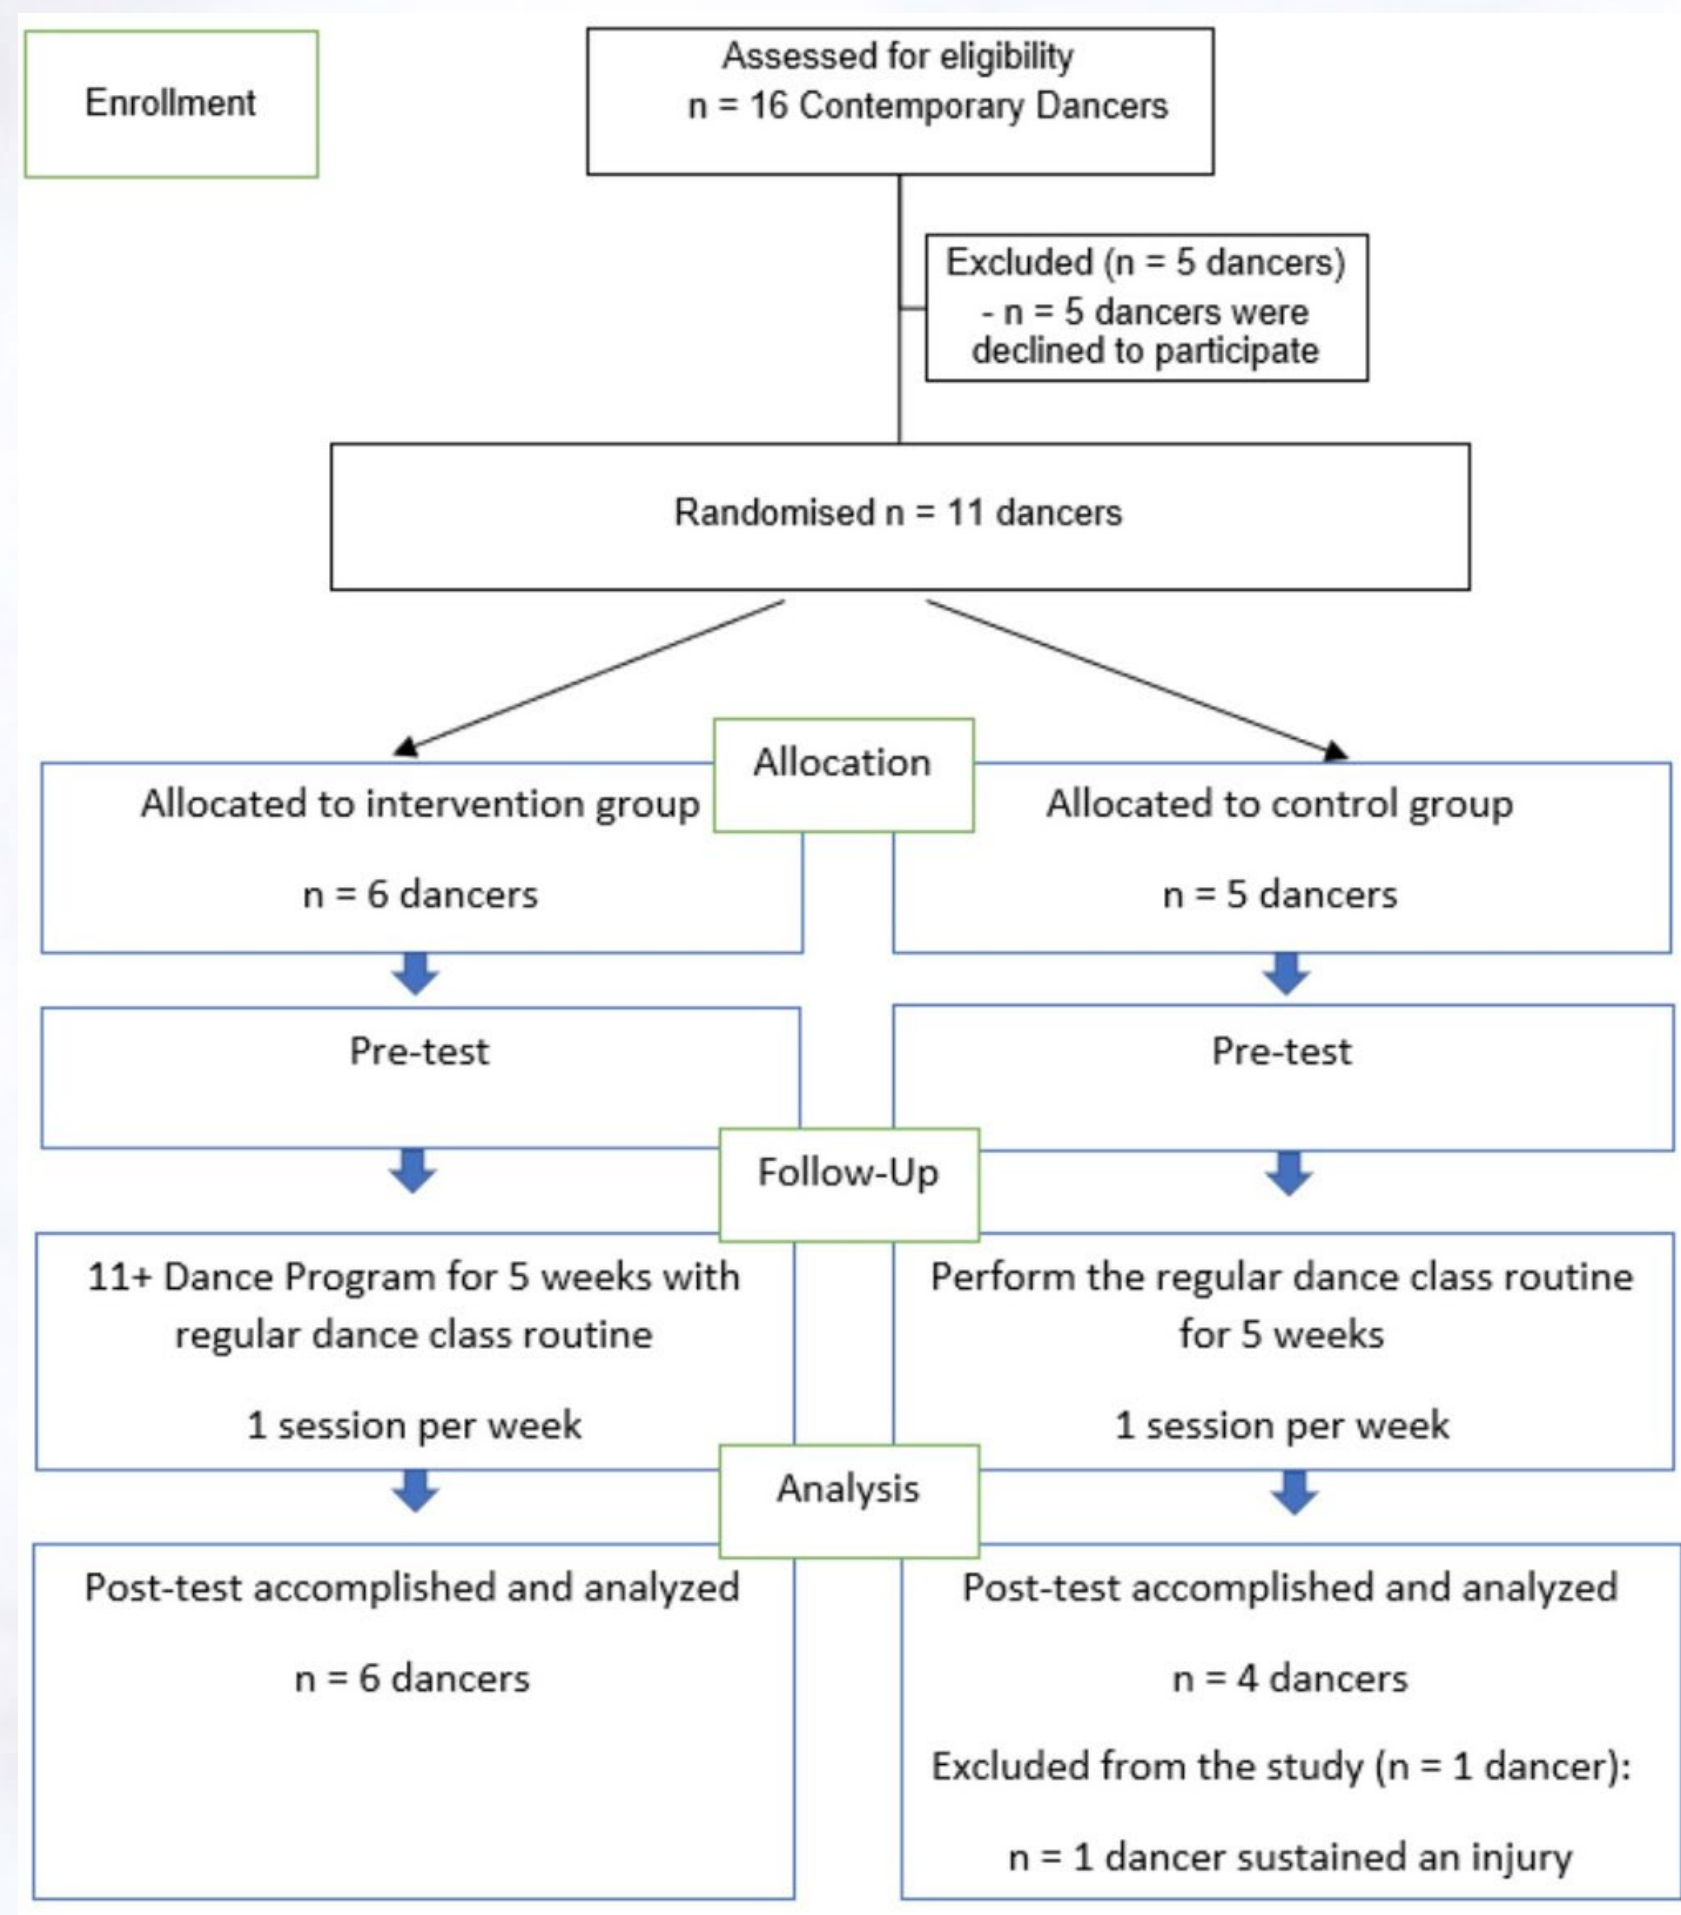 Enrollment
Assessed for eligibility
n = 16 Contemporary Dancers
Excluded (n = 5 dancers)
- n = 5 dancers were
declined to participate
Randomised n = 11 dancers
Allocation
Allocated to intervention group
n = 6 dancers
Allocated to control group
n = 5 dancers
Pre-test
Pre-test
Follow-Up
11+ Dance Program for 5 weeks with
regular dance class routine
1 session per week
Perform the regular dance class routine
for 5 weeks
1 session per week
Analysis
Post-test accomplished and analyzed
n = 6 dancers
Post-test accomplished and analyzed
n = 4 dancers
Excluded from the study (n = 1 dancer):
n = 1 dancer sustained an injury